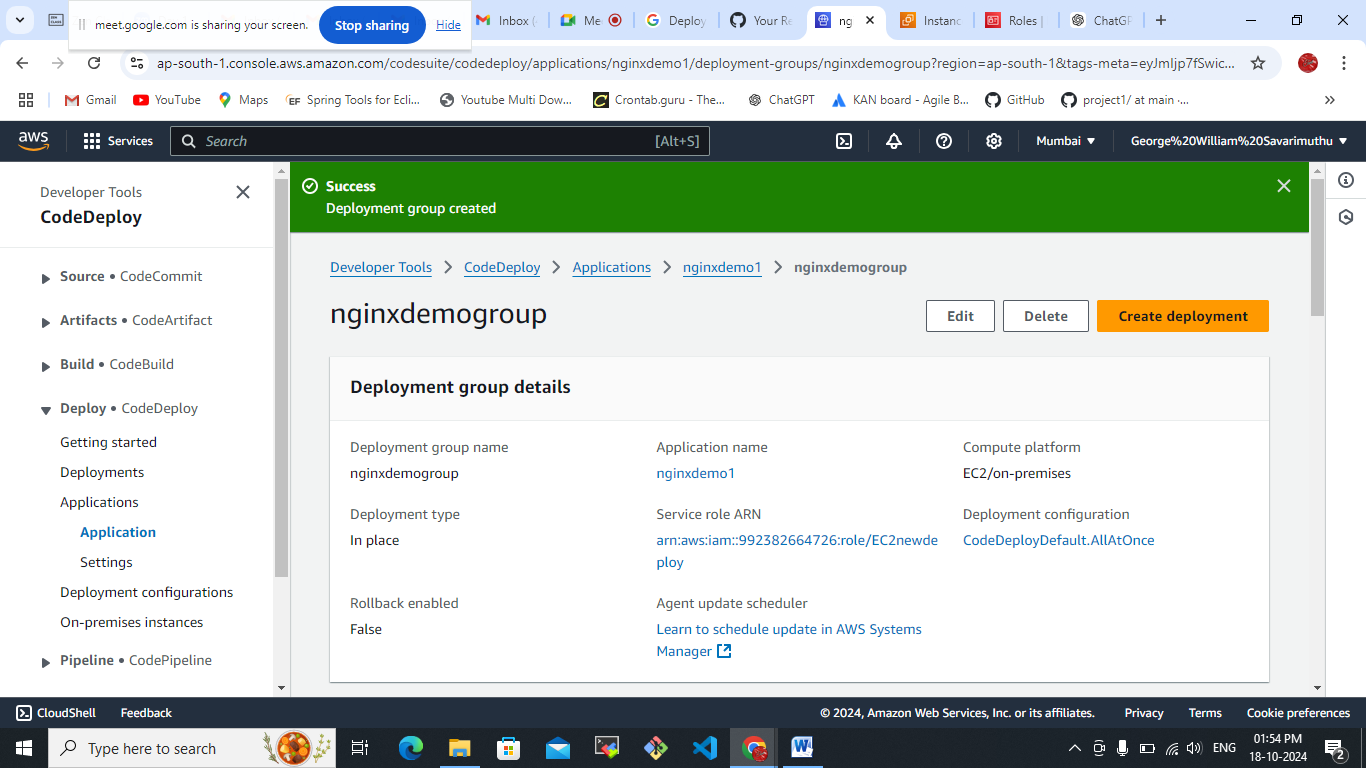 meet.google.com is sharing your screen.
Stop sharing
Hide
Inbox (
Me
Deploy
Your Re
ng
Instanc
Roles |
ChatGP
ap-south-1.console.aws.amazon.com/codesuite/codedeploy/applications/nginxdemo1/deployment-groups/nginxdemogroup?region=ap-south-1&tags-meta=eyJmIjp7fSwic...
Gmail
YouTube
Maps
Spring Tools for Ecli...
Youtube Multi Dow...
Crontab.guru - The...
ChatGPT
KAN board - Agile B...
GitHub
project1/ at main ·...
aws
Services
Search
[Alt+S]
Mumbai
George%20William%20Savarimuthu
Developer Tools
CodeDeploy
Source • CodeCommit
Artifacts • CodeArtifact
Build • CodeBuild
Deploy • CodeDeploy
Getting started
Deployments
Applications
Application
Settings
Deployment configurations
On-premises instances
Pipeline • CodePipeline
Success
Deployment group created
Developer Tools
CodeDeploy
Applications
nginxdemo1
nginxdemogroup
nginxdemogroup
Edit
Delete
Create deployment
Deployment group details
Deployment group name
nginxdemogroup
Application name
nginxdemo1
Compute platform
EC2/on-premises
Deployment type
In place
Service role ARN
arn:aws:iam::992382664726:role/EC2newde
ploy
Deployment configuration
CodeDeployDefault.AllAtOnce
Rollback enabled
False
Agent update scheduler
Learn to schedule update in AWS Systems
Manager
CloudShell
Feedback
© 2024, Amazon Web Services, Inc. or its affiliates.
Privacy
Terms
Cookie preferences
Type here to search
ENG
01:54 PM
18-10-2024
2